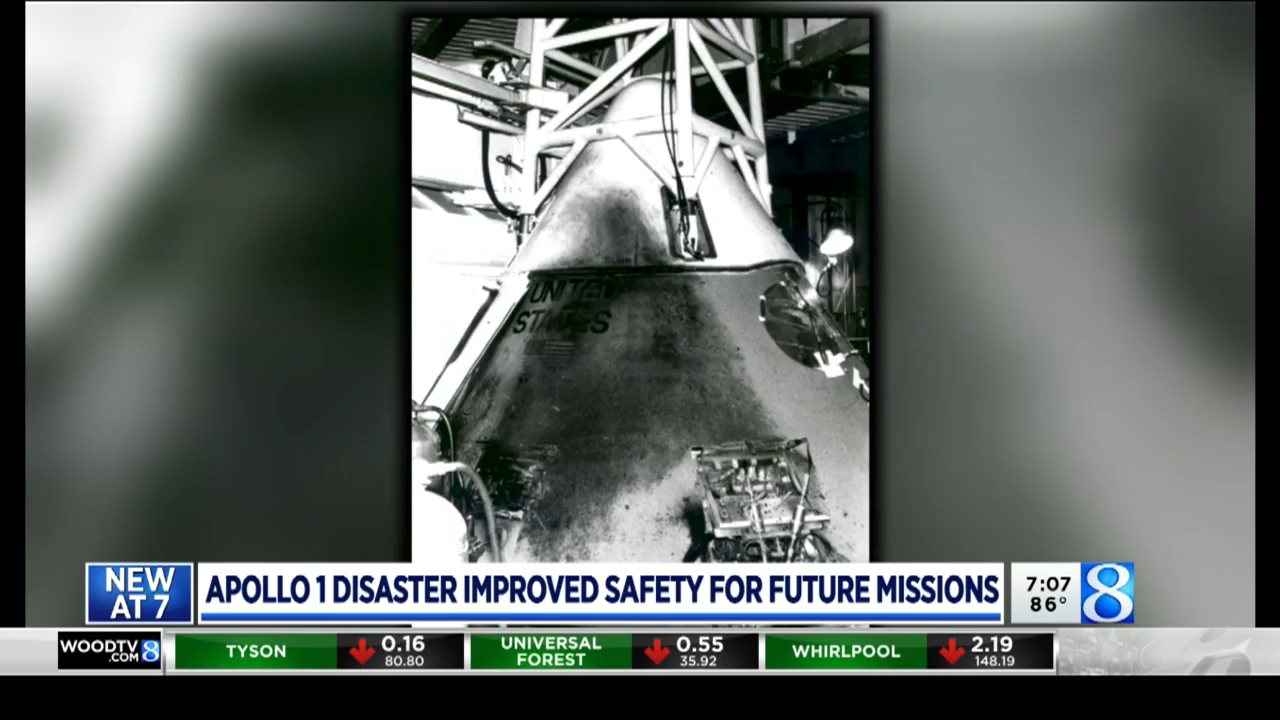 UNITED
STATES
NEW
AT 7
APOLLO 1 DISASTER IMPROVED SAFETY FOR FUTURE MISSIONS
7:07
86°
8
WOODTV
.COM 8
TYSON
0.16
80.80
UNIVERSAL
FOREST
0.55
35.92
WHIRLPOOL
2.19
148.19